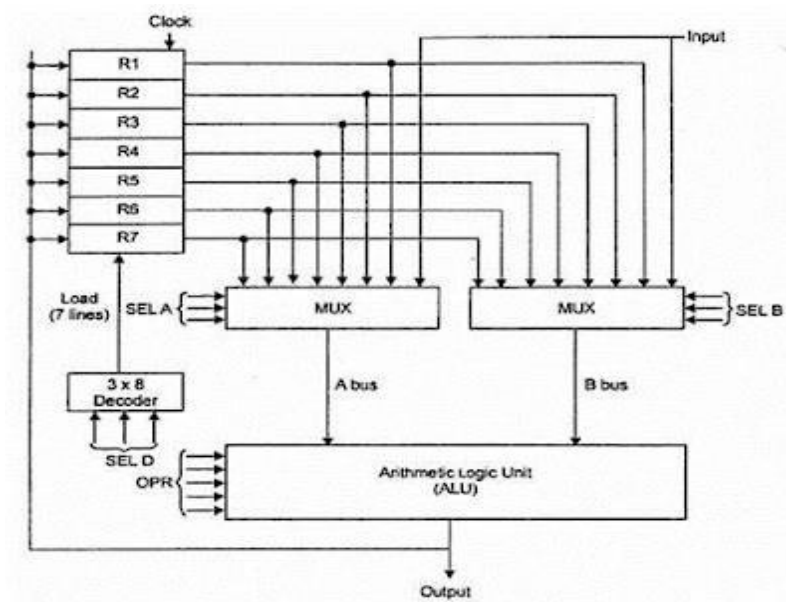 Clock
Input
R1
R2
R3
R4
R5
R6
R7
Load
(7 lines)
SEL A
MUX
MUX
SEL B
3 x 8
Decoder
A bus
B bus
SEL D
OPR
Arithmetic Logic Unit
(ALU)
Output